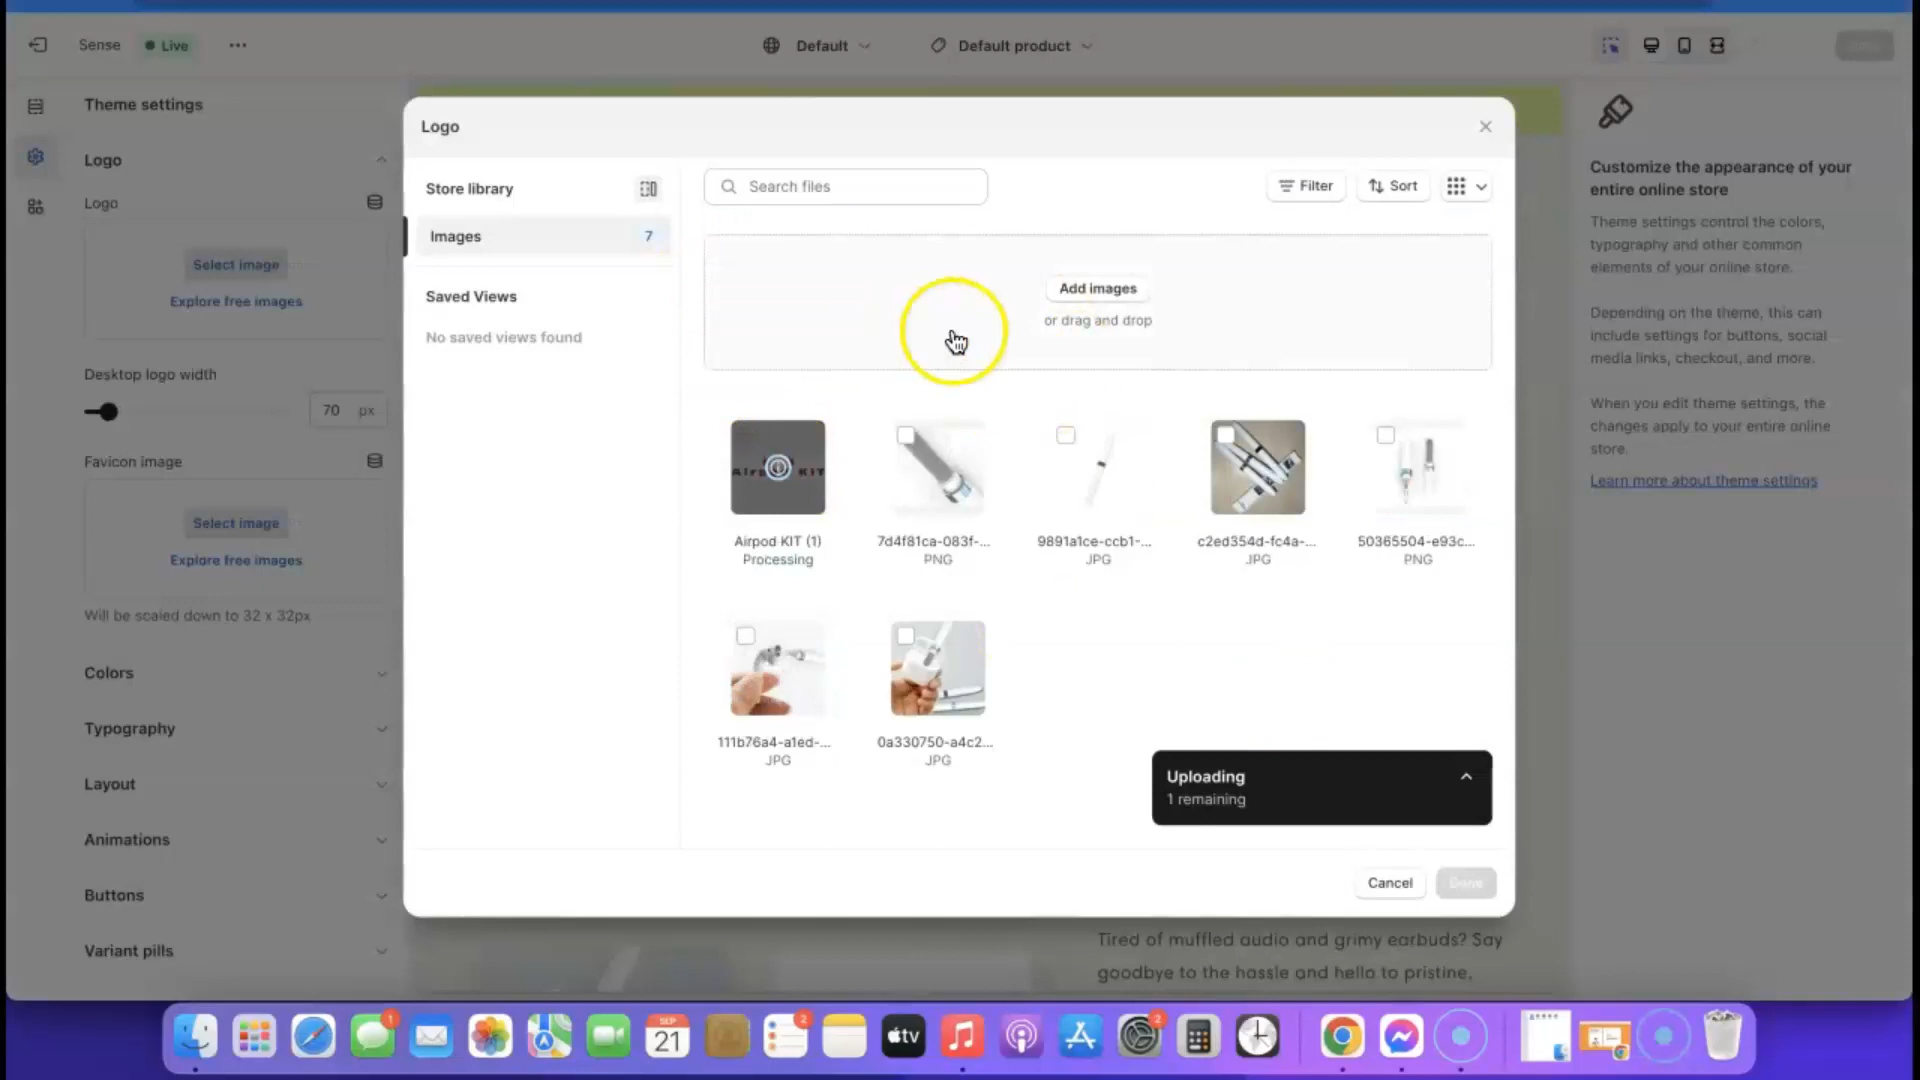 Sense
Live
Default
Default product
Theme settings
Logo
Logo
Select image
Explore free images
Desktop logo width
70 px
Favicon image
Select image
Explore free images
Will be scaled down to 32 x 32px
Colors
Typography
Layout
Animations
Buttons
Variant pills
Logo
Store library
Images 7
Saved Views
No saved views found
Search files
Filter
Sort
Add images
or drag and drop
Airpod KIT (1)
Processing
7d4f81ca-083f-...
PNG
9891a1ce-ccb1-...
JPG
c2ed354d-fc4a-...
JPG
50365504-e93c...
PNG
111b76a4-a1ed-...
JPG
0a330750-a4c2...
JPG
Uploading
1 remaining
Cancel
Done
Customize the appearance of your
entire online store
Theme settings control the colors,
typography and other common
elements of your online store.
Depending on the theme, this can
include settings for buttons, social
media links, checkout, and more.
When you edit theme settings, the
changes apply to your entire online
store.
Learn more about theme settings
Tired of muffled audio and grimy earbuds? Say
goodbye to the hassle and hello to pristine,
1
SEP
21
2
tv
2